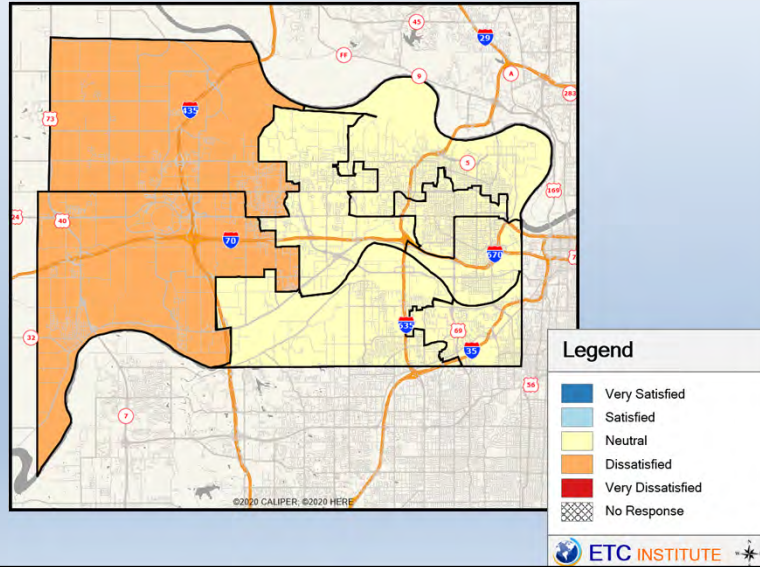 45
29
FF
9
A
283
435
73
5
169
24
40
70
670
7
32
635
69
35
56
7
©2020 CALIPER; ©2020 HERE
Legend
Very Satisfied
Satisfied
Neutral
Dissatisfied
Very Dissatisfied
No Response
ETC INSTITUTE
N